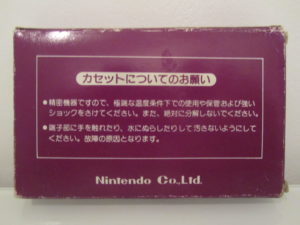 カセットについてのお願い
●精密機器ですので、極端な温度条件下での使用や保管および強い
ショックをさけてください。また、絶対に分解しないでください。
●端子部に手を触れたり、水にぬらしたりして汚さないようにして
ください。故障の原因となります。
Nintendo Co.,Ltd.